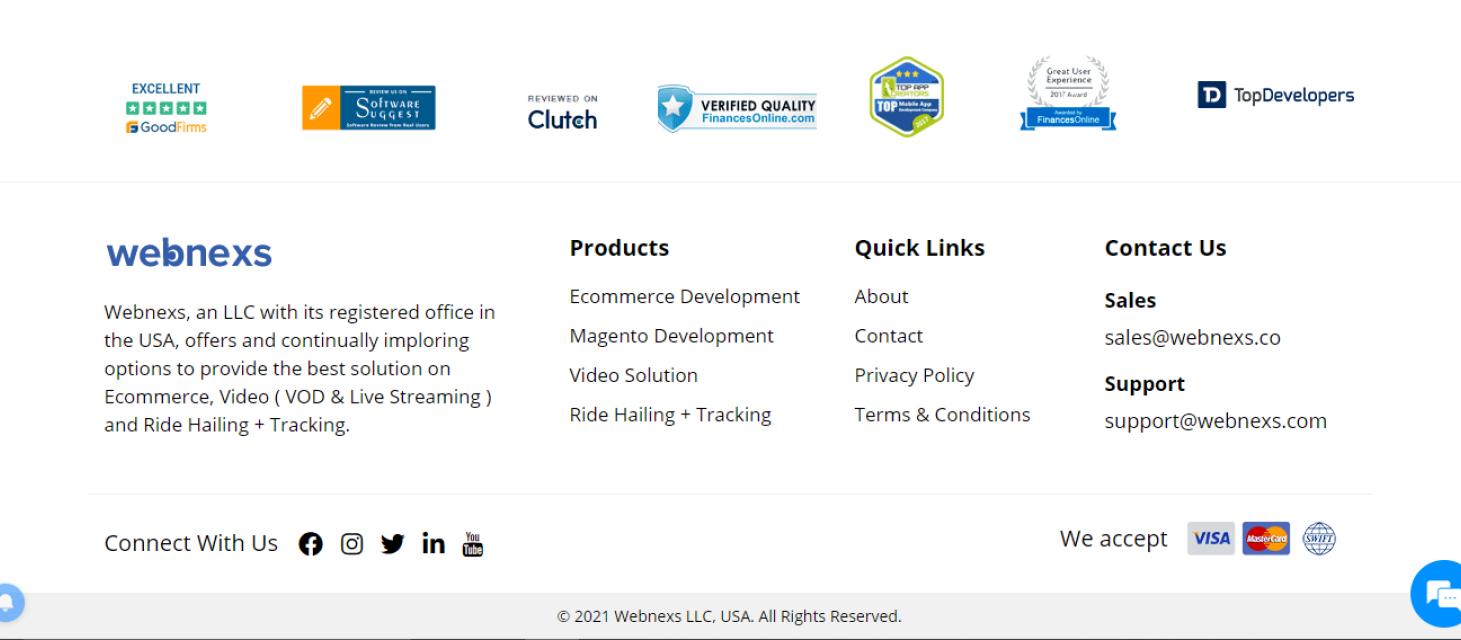 EXCELLENT
GoodFirms
REVIEW US ON
SOFTWARE
SUGGEST
Software Review from Real Users
REVIEWED ON
Clutch
VERIFIED QUALITY
FinancesOnline.com
TOP APP
CREATORS
TOP Mobile App
Development Company
2017
Great User
Experience
2017 Award
Awarded by
FinancesOnline
TD TopDevelopers
webnexs
Webnexs, an LLC with its registered office in
the USA, offers and continually imploring
options to provide the best solution on
Ecommerce, Video ( VOD & Live Streaming )
and Ride Hailing + Tracking.
Products
Ecommerce Development
Magento Development
Video Solution
Ride Hailing + Tracking
Quick Links
About
Contact
Privacy Policy
Terms & Conditions
Contact Us
Sales
sales@webnexs.co
Support
support@webnexs.com
Connect With Us
You
Tube
We accept VISA MasterCard SWIFT
© 2021 Webnexs LLC, USA. All Rights Reserved.